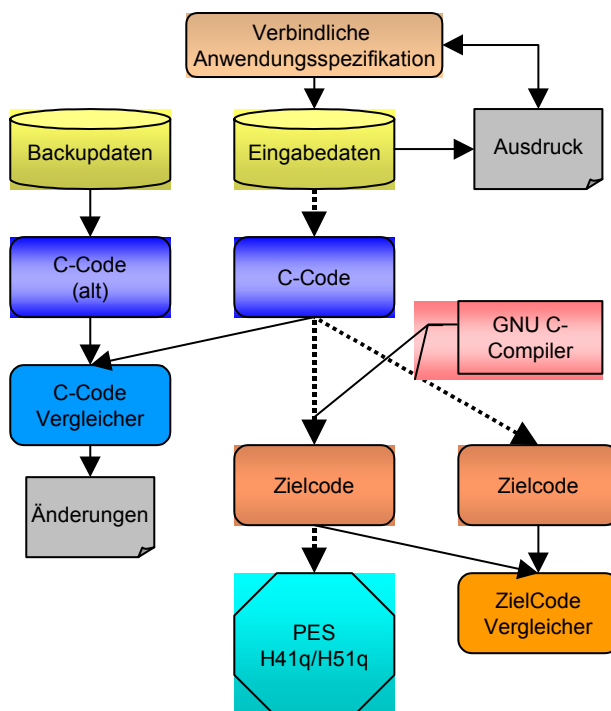 Verbindliche
Anwendungsspezifikation
Backupdaten
Eingabedaten
Ausdruck
C-Code
(alt)
C-Code
GNU C-
Compiler
C-Code
Vergleicher
Zielcode
Zielcode
Änderungen
PES
H41q/H51q
ZielCode
Vergleicher